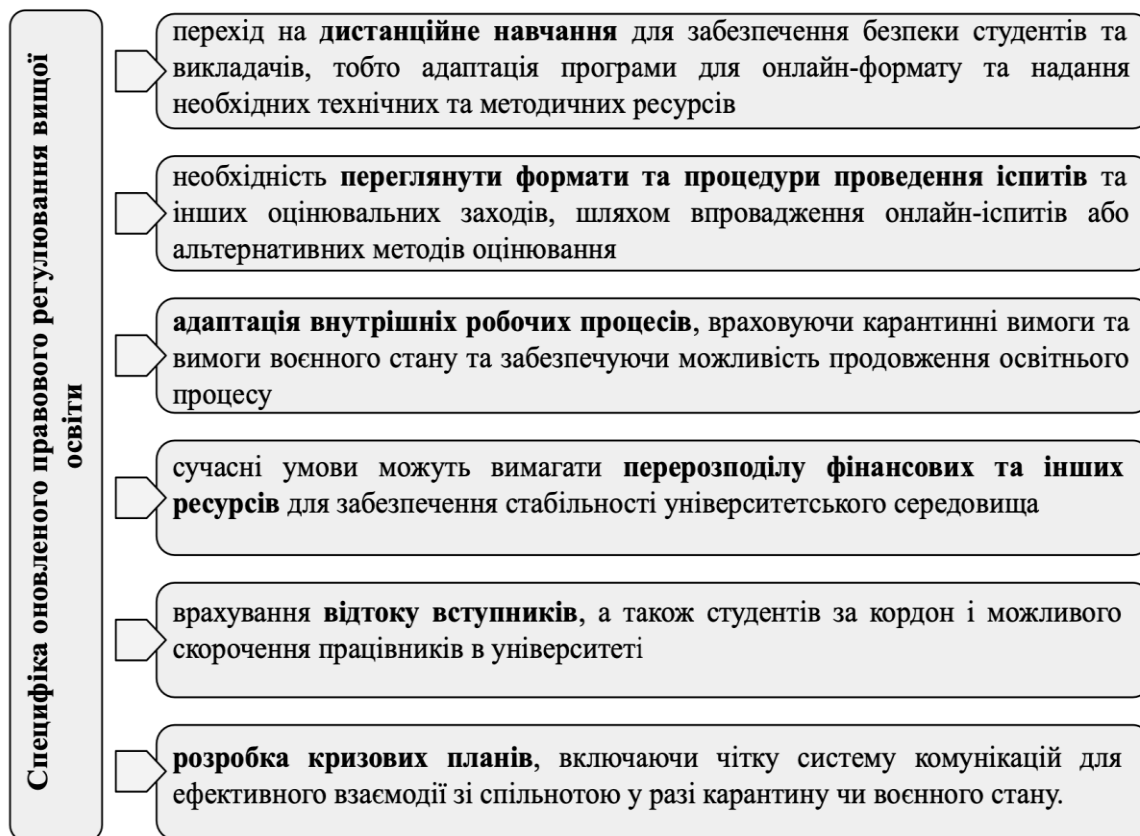 Специфіка оновленого правового регулювання вищої
освіти
перехід на дистанційне навчання для забезпечення безпеки студентів та
викладачів, тобто адаптація програми для онлайн-формату та надання
необхідних технічних та методичних ресурсів
необхідність переглянути формати та процедури проведення іспитів та
інших оцінювальних заходів, шляхом впровадження онлайн-іспитів або
альтернативних методів оцінювання
адаптація внутрішніх робочих процесів, враховуючи карантинні вимоги та
вимоги воєнного стану та забезпечуючи можливість продовження освітнього
процесу
сучасні умови можуть вимагати перерозподілу фінансових та інших
ресурсів для забезпечення стабільності університетського середовища
врахування відтоку вступників, а також студентів за кордон і можливого
скорочення працівників в університеті
розробка кризових планів, включаючи чітку систему комунікацій для
ефективного взаємодії зі спільнотою у разі карантину чи воєнного стану.